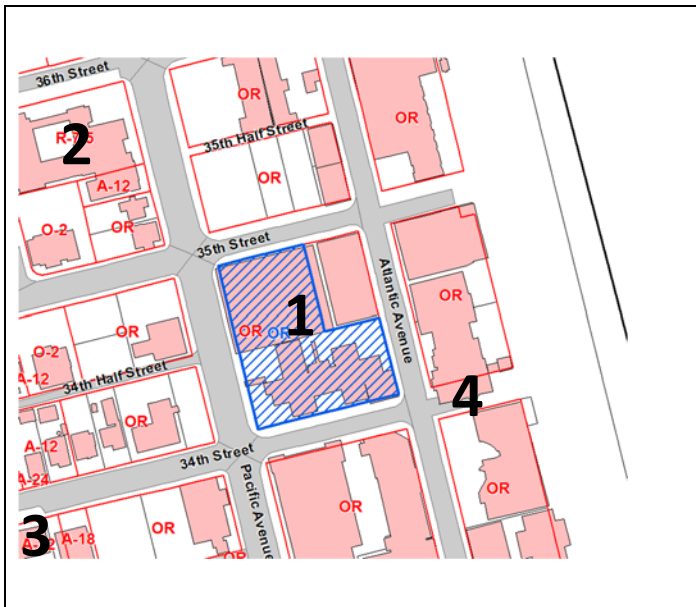 36th Street
OR
OR
2
A-12
35th Half Street
OR
O-2
OR
35th Street
Atlantic Avenue
1
OR
OR
OR
OR
O-2
A-12
34th Half Street
4
OR
A-12
A-24
34th Street
Pacific Avenue
OR
OR
OR
3
A-18
OR